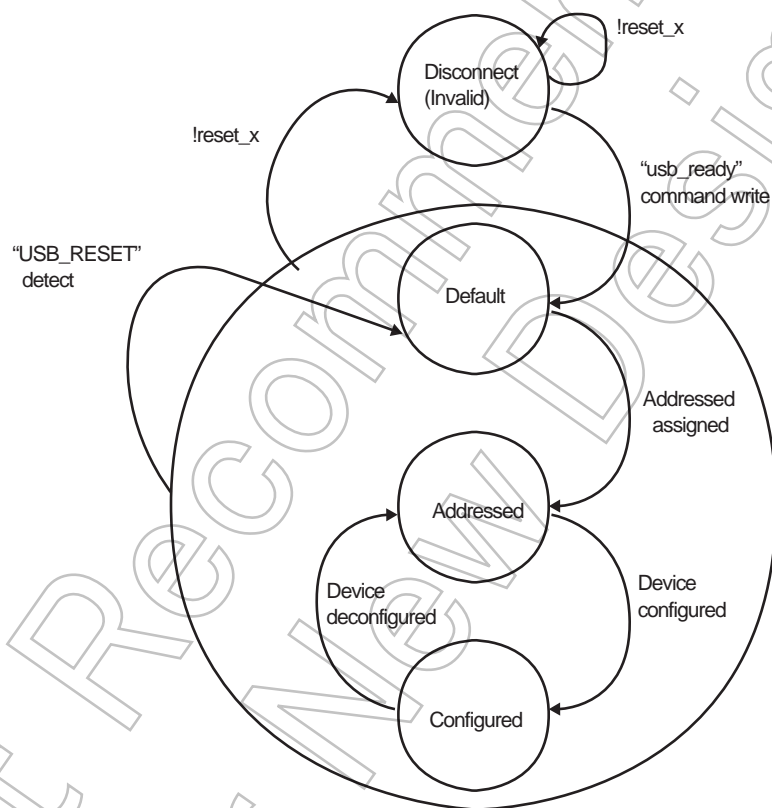 !reset_x
Disconnect
(Invalid)
!reset_x
"usb_ready"
command write
"USB_RESET"
detect
Default
Addressed
assigned
Addressed
Device
deconfigured
Device
configured
Configured